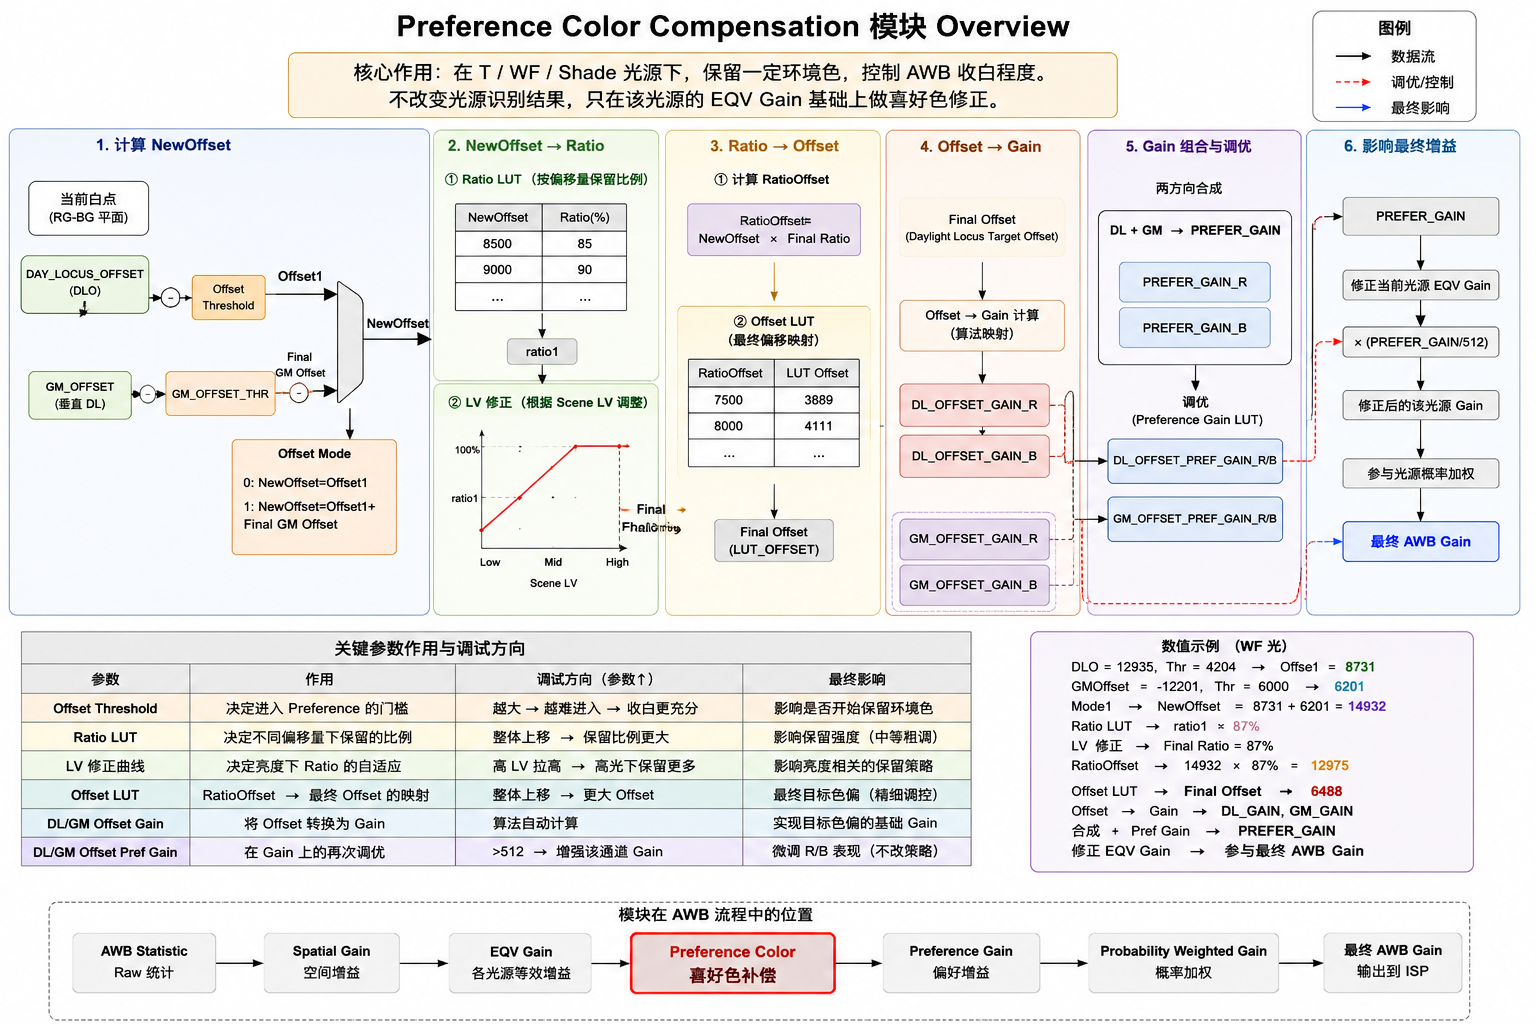 Preference Color Compensation 模块 Overview
核心作用：在 T / WF / Shade 光源下，保留一定环境色，控制 AWB 收白程度。
不改变光源识别结果，只在该光源的 EQV Gain 基础上做喜好色修正。
图例
数据流
调优/控制
最终影响
1. 计算 NewOffset
当前白点
(RG-BG 平面)
DAY_LOCUS_OFFSET
(DLO)
−
Offset
Threshold
Offset1
NewOffset
GM_OFFSET
(垂直 DL)
−
GM_OFFSET_THR
Final
GM Offset
−
Offset Mode
0: NewOffset=Offset1
1: NewOffset=Offset1+
Final GM Offset
2. NewOffset → Ratio
① Ratio LUT（按偏移量保留比例）
NewOffset Ratio(%)
8500 85
9000 90
... ...
ratio1
② LV 修正（根据 Scene LV 调整）
100%
ratio1
Low Mid High
Scene LV
Final
3. Ratio → Offset
① 计算 RatioOffset
RatioOffset=
NewOffset × Final Ratio
② Offset LUT
(最终偏移映射)
RatioOffset LUT Offset
7500 3889
8000 4111
... ...
Final Offset
(LUT_OFFSET)
4. Offset → Gain
Final Offset
(Daylight Locus Target Offset)
Offset → Gain 计算
(算法映射)
DL_OFFSET_GAIN_R
DL_OFFSET_GAIN_B
GM_OFFSET_GAIN_R
GM_OFFSET_GAIN_B
5. Gain 组合与调优
两方向合成
DL + GM → PREFER_GAIN
PREFER_GAIN_R
PREFER_GAIN_B
调优
(Preference Gain LUT)
DL_OFFSET_PREF_GAIN_R/B
GM_OFFSET_PREF_GAIN_R/B
6. 影响最终增益
PREFER_GAIN
修正当前光源 EQV Gain
× (PREFER_GAIN/512)
修正后的该光源 Gain
参与光源概率加权
最终 AWB Gain
关键参数作用与调试方向
参数 作用 调试方向（参数↑） 最终影响
Offset Threshold 决定进入 Preference 的门槛 越大 → 越难进入 → 收白更充分 影响是否开始保留环境色
Ratio LUT 决定不同偏移量下保留的比例 整体上移 → 保留比例更大 影响保留强度（中等粗调）
LV 修正曲线 决定亮度下 Ratio 的自适应 高 LV 拉高 → 高光下保留更多 影响亮度相关的保留策略
Offset LUT RatioOffset → 最终 Offset 的映射 整体上移 → 更大 Offset 最终目标色偏（精细调控）
DL/GM Offset Gain 将 Offset 转换为 Gain 算法自动计算 实现目标色偏的基础 Gain
DL/GM Offset Pref Gain 在 Gain 上的再次调优 >512 → 增强该通道 Gain 微调 R/B 表现（不改策略）
数值示例 （WF 光）
DLO = 12935, Thr = 4204 → Offse1 = 8731
GMOffset = -12201, Thr = 6000 → 6201
Mode1 → NewOffset = 8731 + 6201 = 14932
Ratio LUT → ratio1 × 87%
LV 修正 → Final Ratio = 87%
RatioOffset → 14932 × 87% = 12975
Offset LUT → Final Offset → 6488
Offset → Gain → DL_GAIN, GM_GAIN
合成 + Pref Gain → PREFER_GAIN
修正 EQV Gain → 参与最终 AWB Gain
模块在 AWB 流程中的位置
AWB Statistic
Raw 统计
Spatial Gain
空间增益
EQV Gain
各光源等效增益
Preference Color
喜好色补偿
Preference Gain
偏好增益
Probability Weighted Gain
概率加权
最终 AWB Gain
输出到 ISP